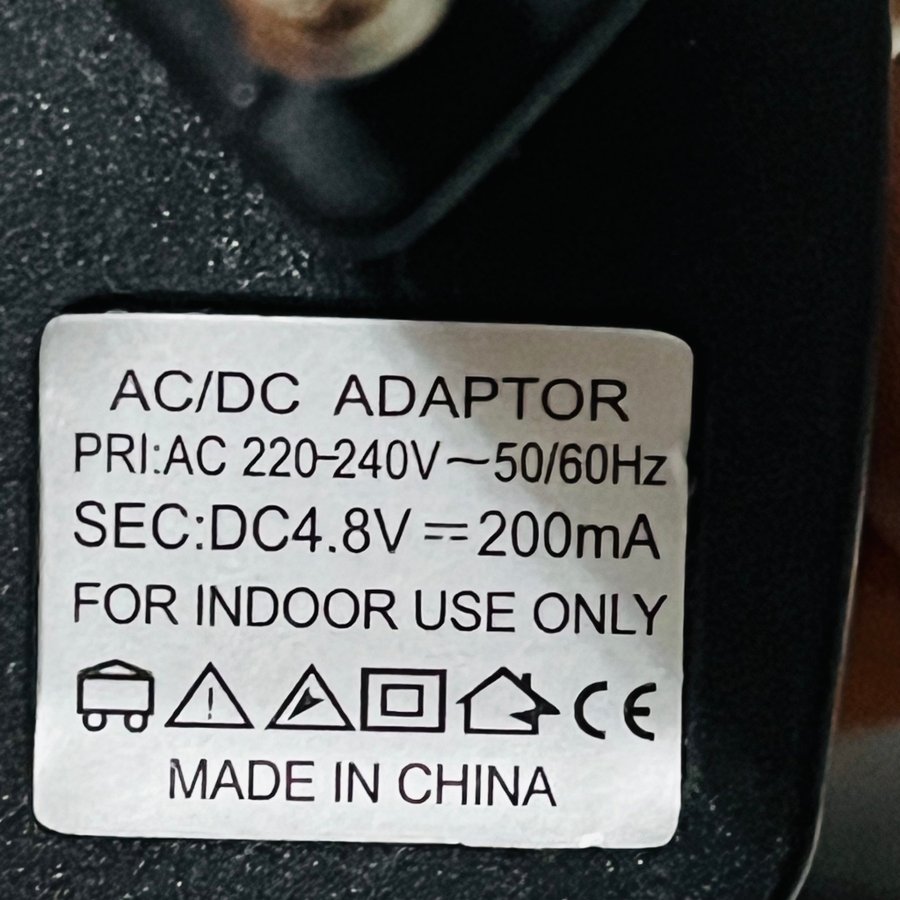 AC/DC ADAPTOR
PRI:AC 220-240V~50/60Hz
SEC:DC4.8V⎓200mA
FOR INDOOR USE ONLY
CE
MADE IN CHINA